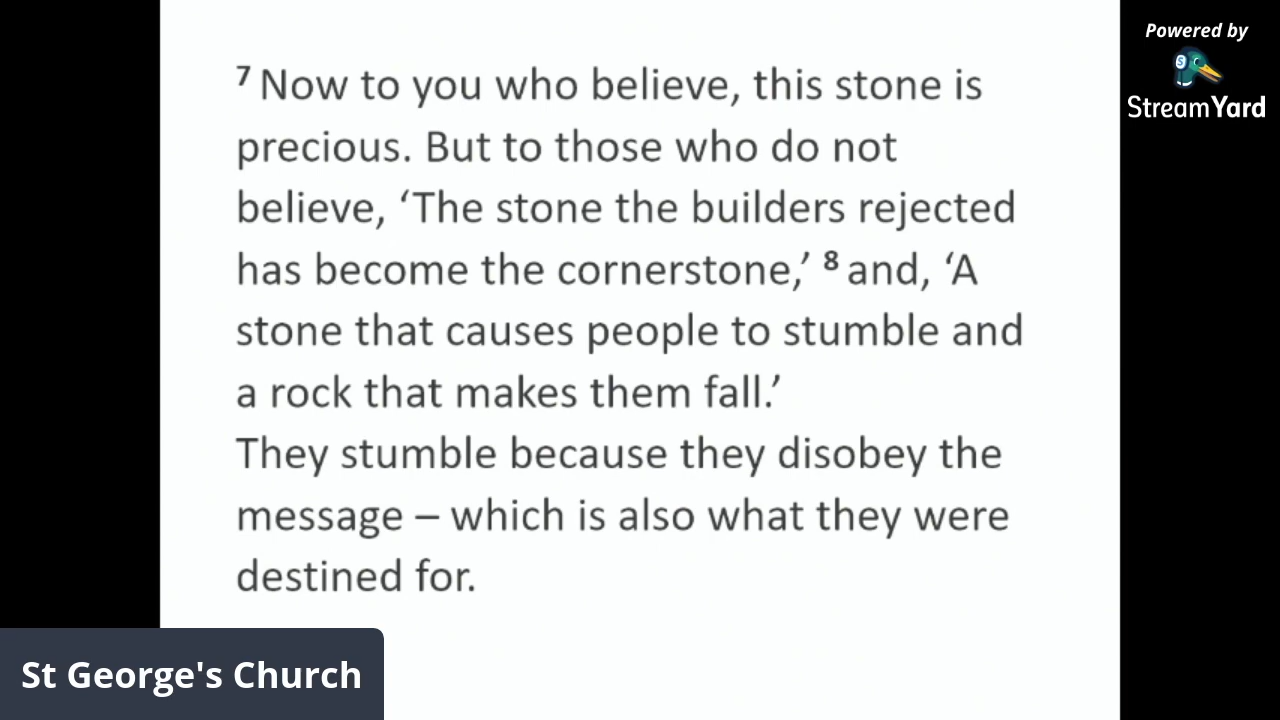 ⁷ Now to you who believe, this stone is
precious. But to those who do not
believe, ‘The stone the builders rejected
has become the cornerstone,’ ⁸ and, ‘A
stone that causes people to stumble and
a rock that makes them fall.’
They stumble because they disobey the
message – which is also what they were
destined for.
Powered by
StreamYard
St George's Church